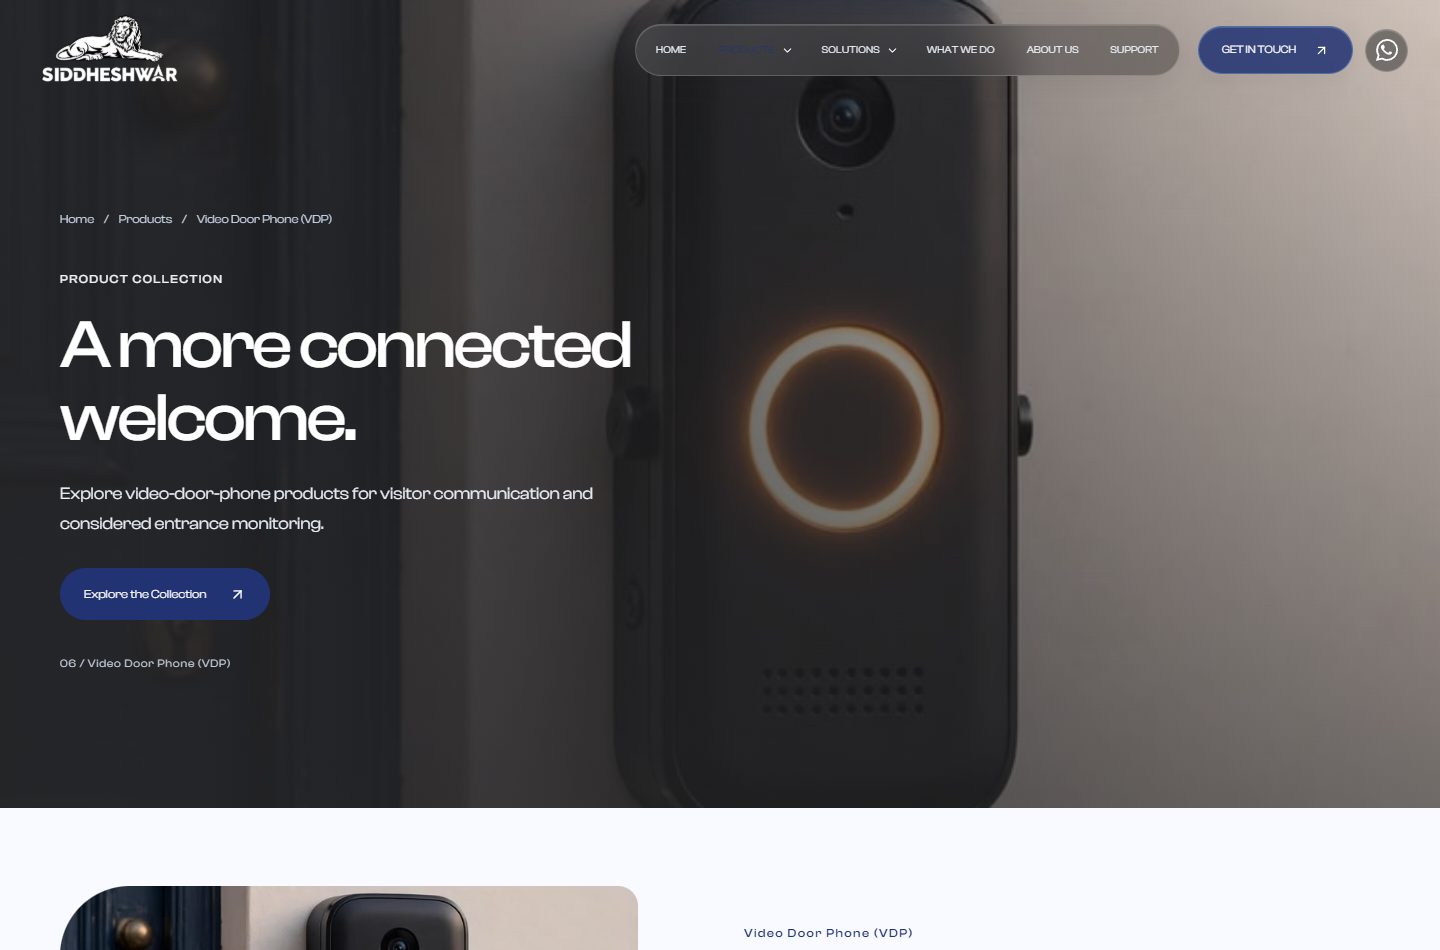 SIDDHESHWAR
HOME PRODUCTS SOLUTIONS WHAT WE DO ABOUT US SUPPORT GET IN TOUCH
Home / Products / Video Door Phone (VDP)
PRODUCT COLLECTION
A more connected
welcome.
Explore video-door-phone products for visitor communication and
considered entrance monitoring.
Explore the Collection
06 / Video Door Phone (VDP)
Video Door Phone (VDP)